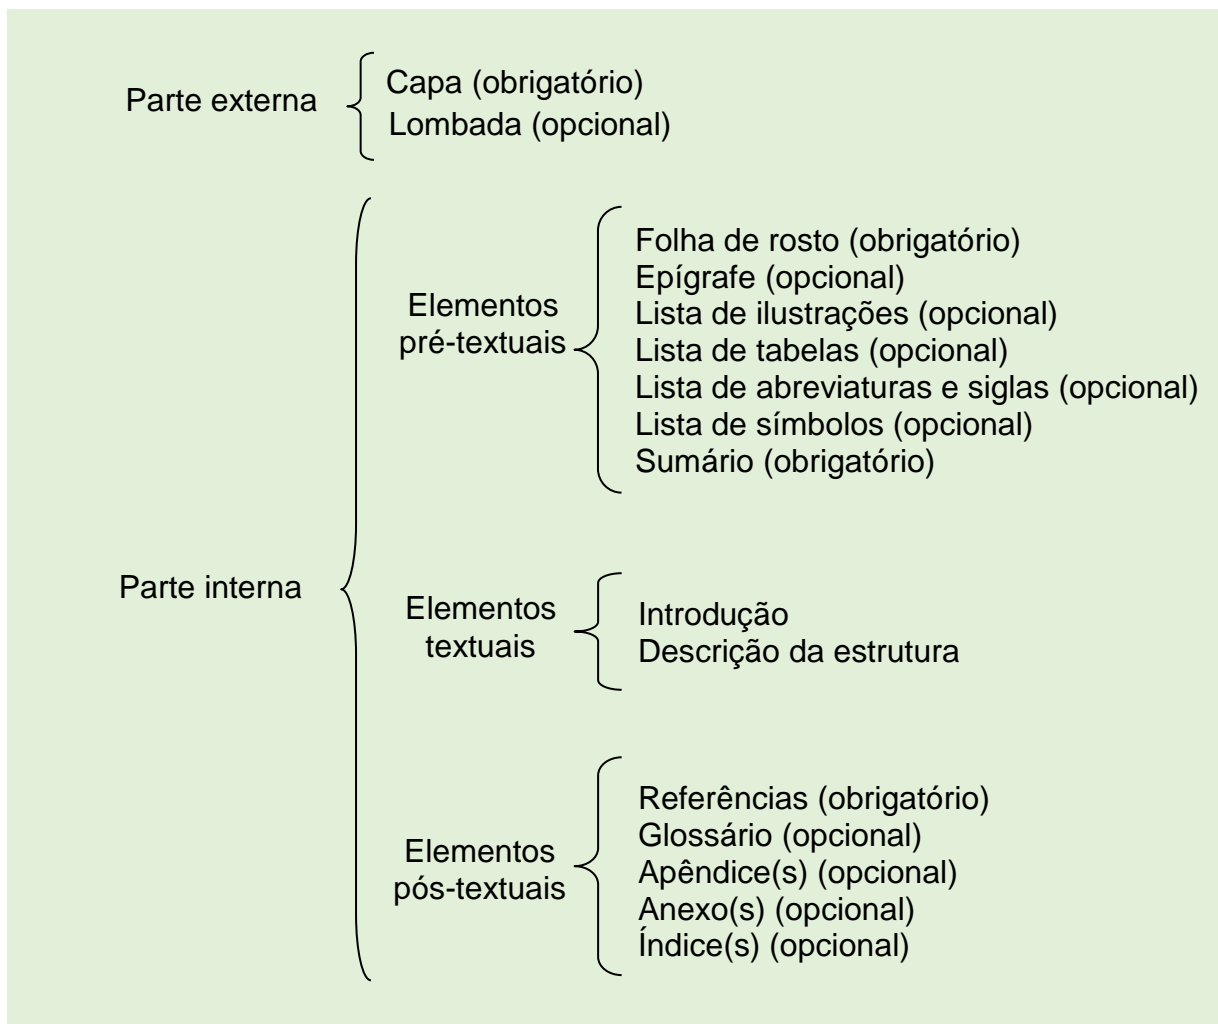 Parte externa
Capa (obrigatório)
Lombada (opcional)
Parte interna
Elementos
pré-textuais
Folha de rosto (obrigatório)
Epígrafe (opcional)
Lista de ilustrações (opcional)
Lista de tabelas (opcional)
Lista de abreviaturas e siglas (opcional)
Lista de símbolos (opcional)
Sumário (obrigatório)
Elementos
textuais
Introdução
Descrição da estrutura
Elementos
pós-textuais
Referências (obrigatório)
Glossário (opcional)
Apêndice(s) (opcional)
Anexo(s) (opcional)
Índice(s) (opcional)